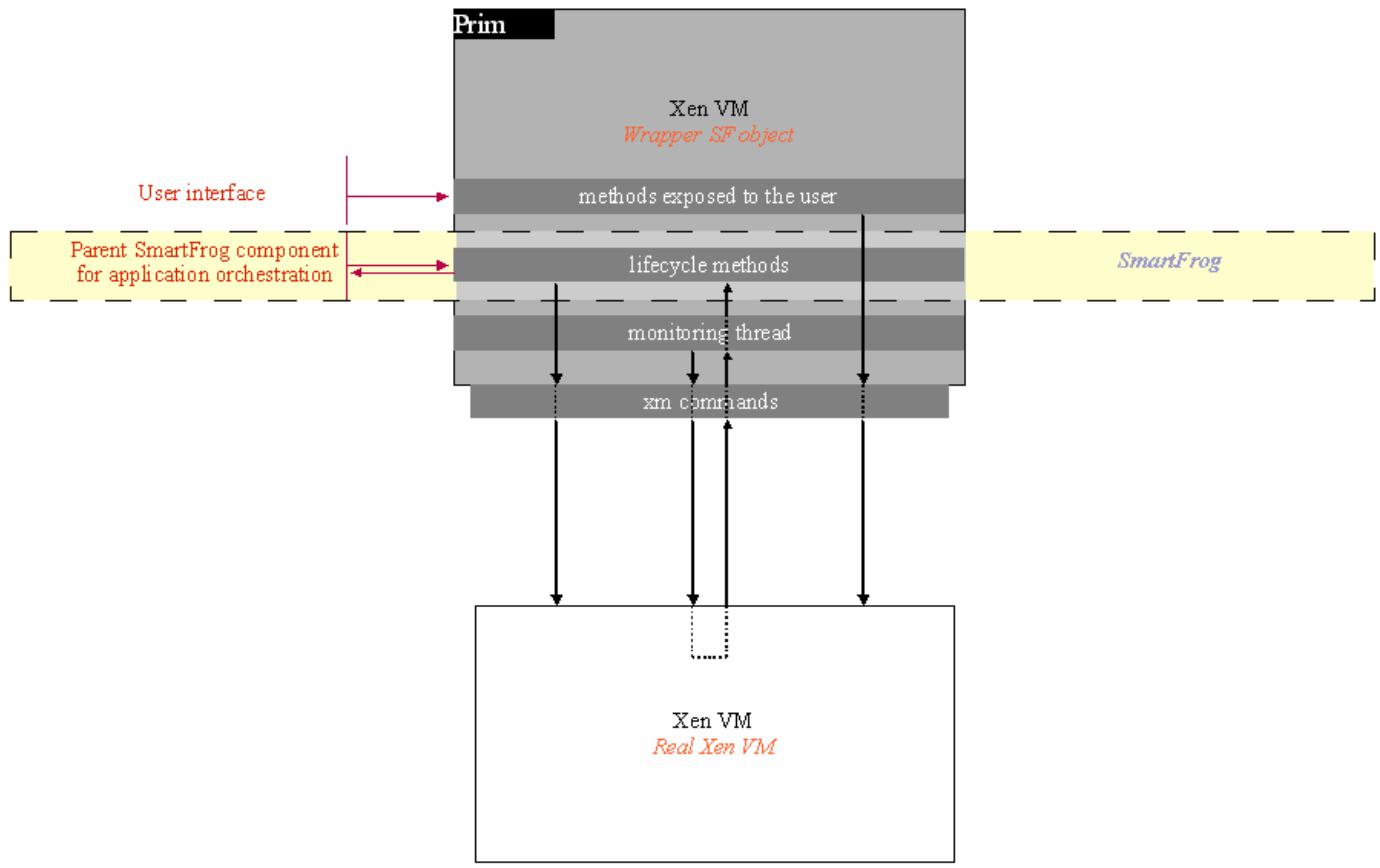 Prim
Xen VM
Wrapper SF object
User interface
methods exposed to the user
Parent SmartFrog component
for application orchestration
lifecycle methods
SmartFrog
monitoring thread
xm commands
Xen VM
Real Xen VM